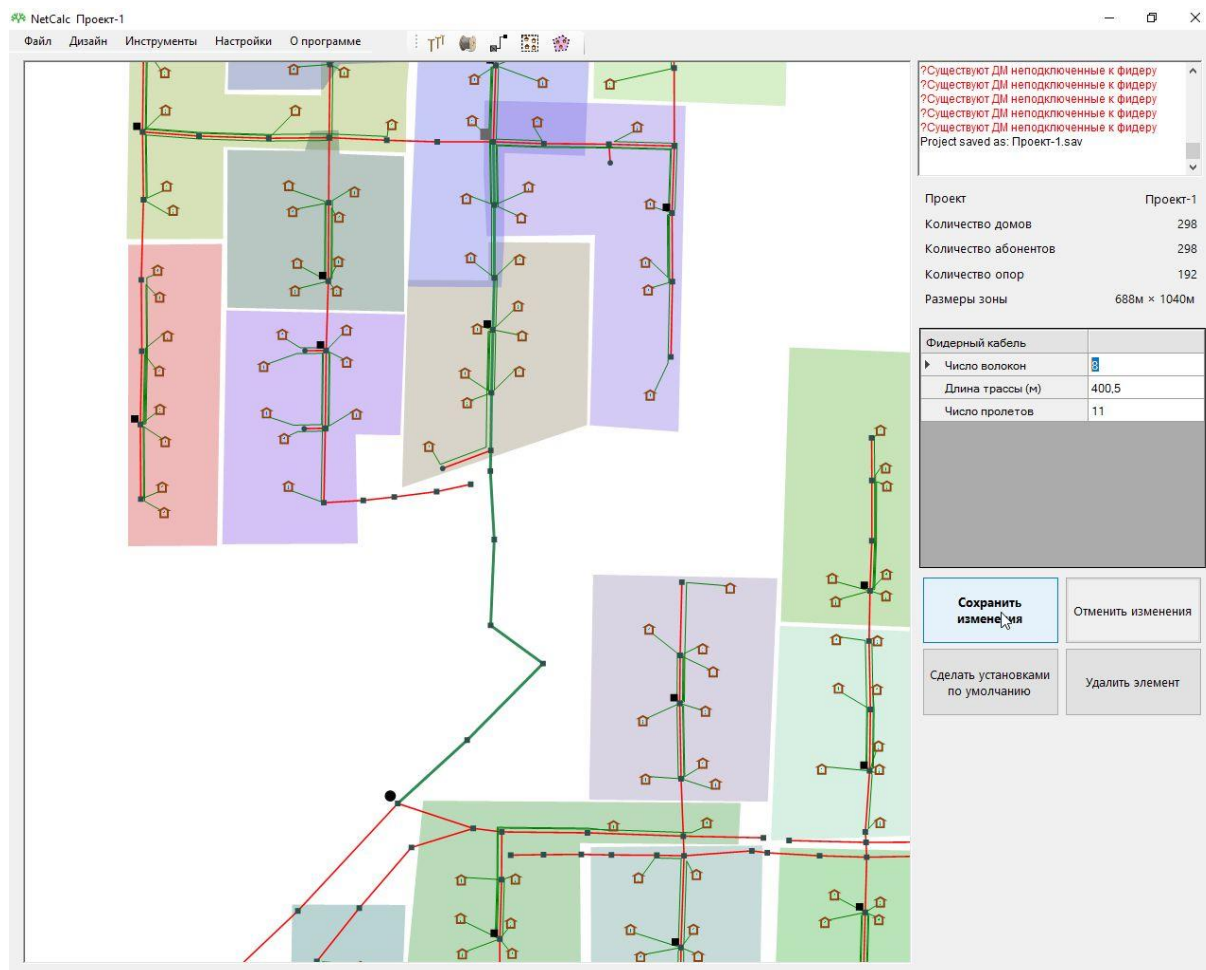 NetCalc Проект-1
Файл Дизайн Инструменты Настройки О программе
?Существуют ДМ неподключенные к фидеру
?Существуют ДМ неподключенные к фидеру
?Существуют ДМ неподключенные к фидеру
?Существуют ДМ неподключенные к фидеру
?Существуют ДМ неподключенные к фидеру
Project saved as: Проект-1.sav
Проект Проект-1
Количество домов 298
Количество абонентов 298
Количество опор 192
Размеры зоны 688м × 1040м
Фидерный кабель
Число волокон 8
Длина трассы (м) 400,5
Число пролетов 11
Сохранить
изменения
Отменить изменения
Сделать установками
по умолчанию
Удалить элемент